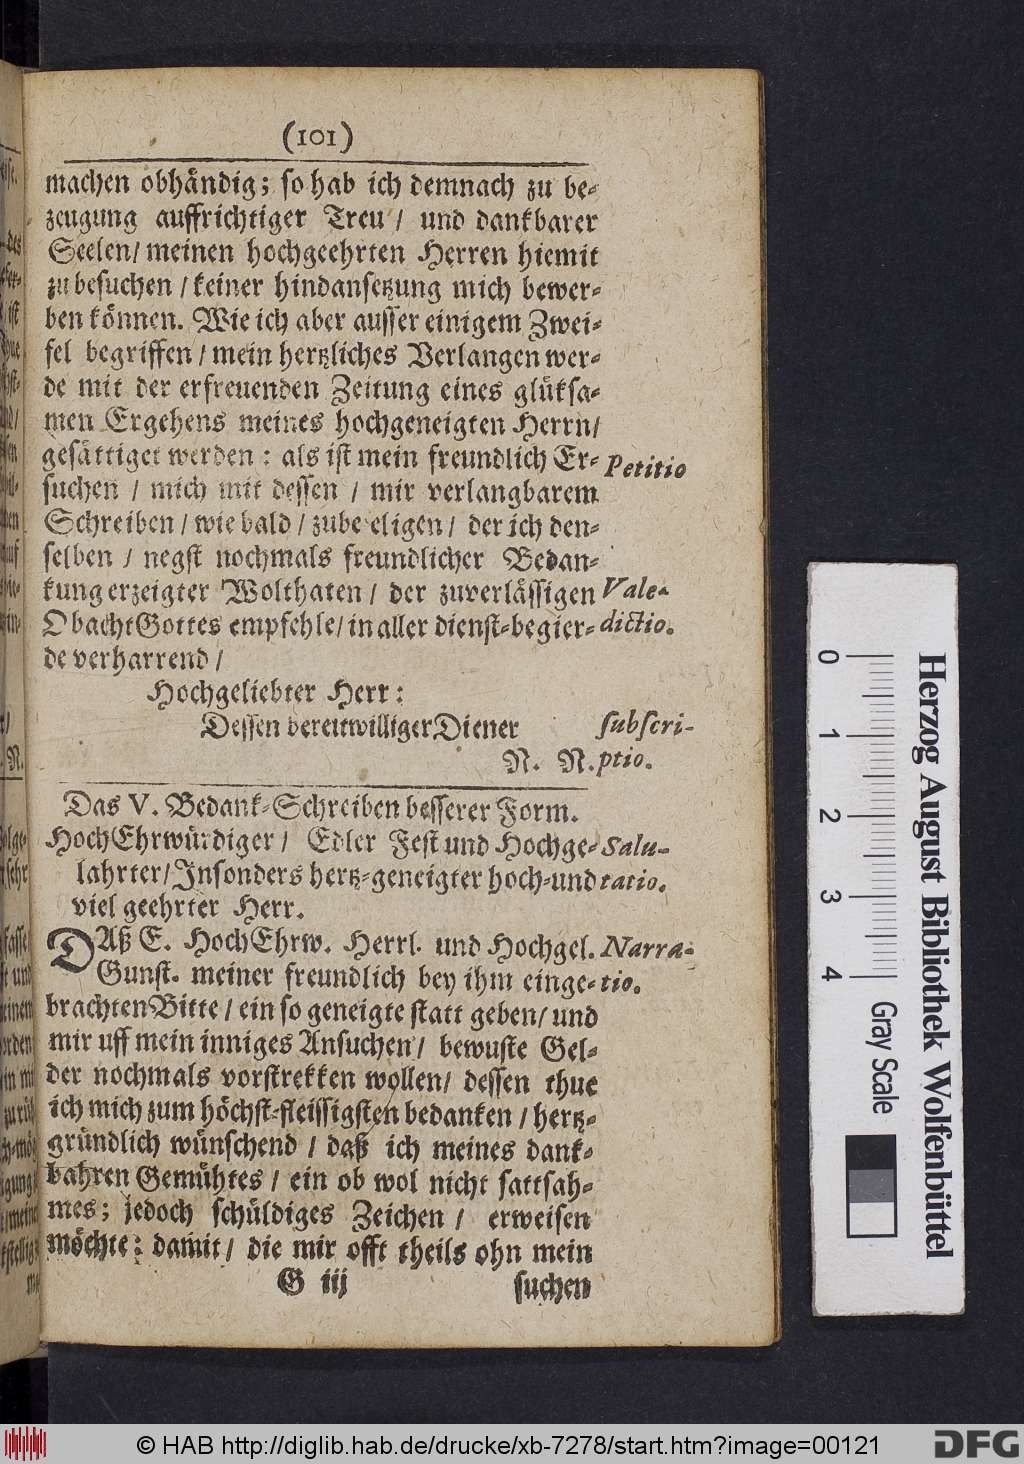 (101)
machen obhändig; so hab ich demnach zu be-
zeugung auffrichtiger Treu / und dankbarer
Seelen/ meinen hochgeehrten Herren hiemit
zu besuchen / keiner hindansetzung mich bewer-
ben können. Wie ich aber ausser einigem Zwei-
fel begriffen / mein hertzliches Verlangen wer-
de mit der erfreuenden Zeitung eines glüksa-
men Ergehens meines hochgeneigten Herrn/
gesättiget werden : als ist mein freundlich Er-
Petitio
suchen / mich mit dessen / mir verlangbarem
Schreiben / wie bald / zube eligen / der ich den-
selben / negst nochmals freundlicher Bedan-
kung erzeigter Wolthaten / der zuverlässigen
Vale-
Obacht Gottes empfehle/ in aller dienst-begier-
dictio.
de verharrend /
Hochgeliebter Herr :
Dessen bereitwilliger Diener
subscri-
N. N.
ptio.
Das V. Bedank-Schreiben besserer Form.
HochEhrwürdiger / Edler Fest und Hochge-
Salu-
lahrter/ Insonders hertz-geneigter hoch-und
tatio.
viel geehrter Herr.
DAß E. HochEhrw. Herrl. und Hochgel.
Narra-
Gunst. meiner freundlich bey ihm einge-
tio.
brachten Bitte / ein so geneigte statt geben/ und
mir uff mein inniges Ansuchen / bewuste Gel-
der nochmals vorstrekken wollen/ dessen thue
ich mich zum höchst-fleissigsten bedanken / hertz-
gründlich wünschend / daß ich meines dank-
bahren Gemühtes / ein ob wol nicht sattsah-
mes; jedoch schüldiges Zeichen / erweisen
möchte : damit / die mir offt theils ohn mein
G iij
suchen
0 1 2 3 4
Herzog August Bibliothek Wolfenbüttel
Gray Scale
© HAB http://diglib.hab.de/drucke/xb-7278/start.htm?image=00121
DFG